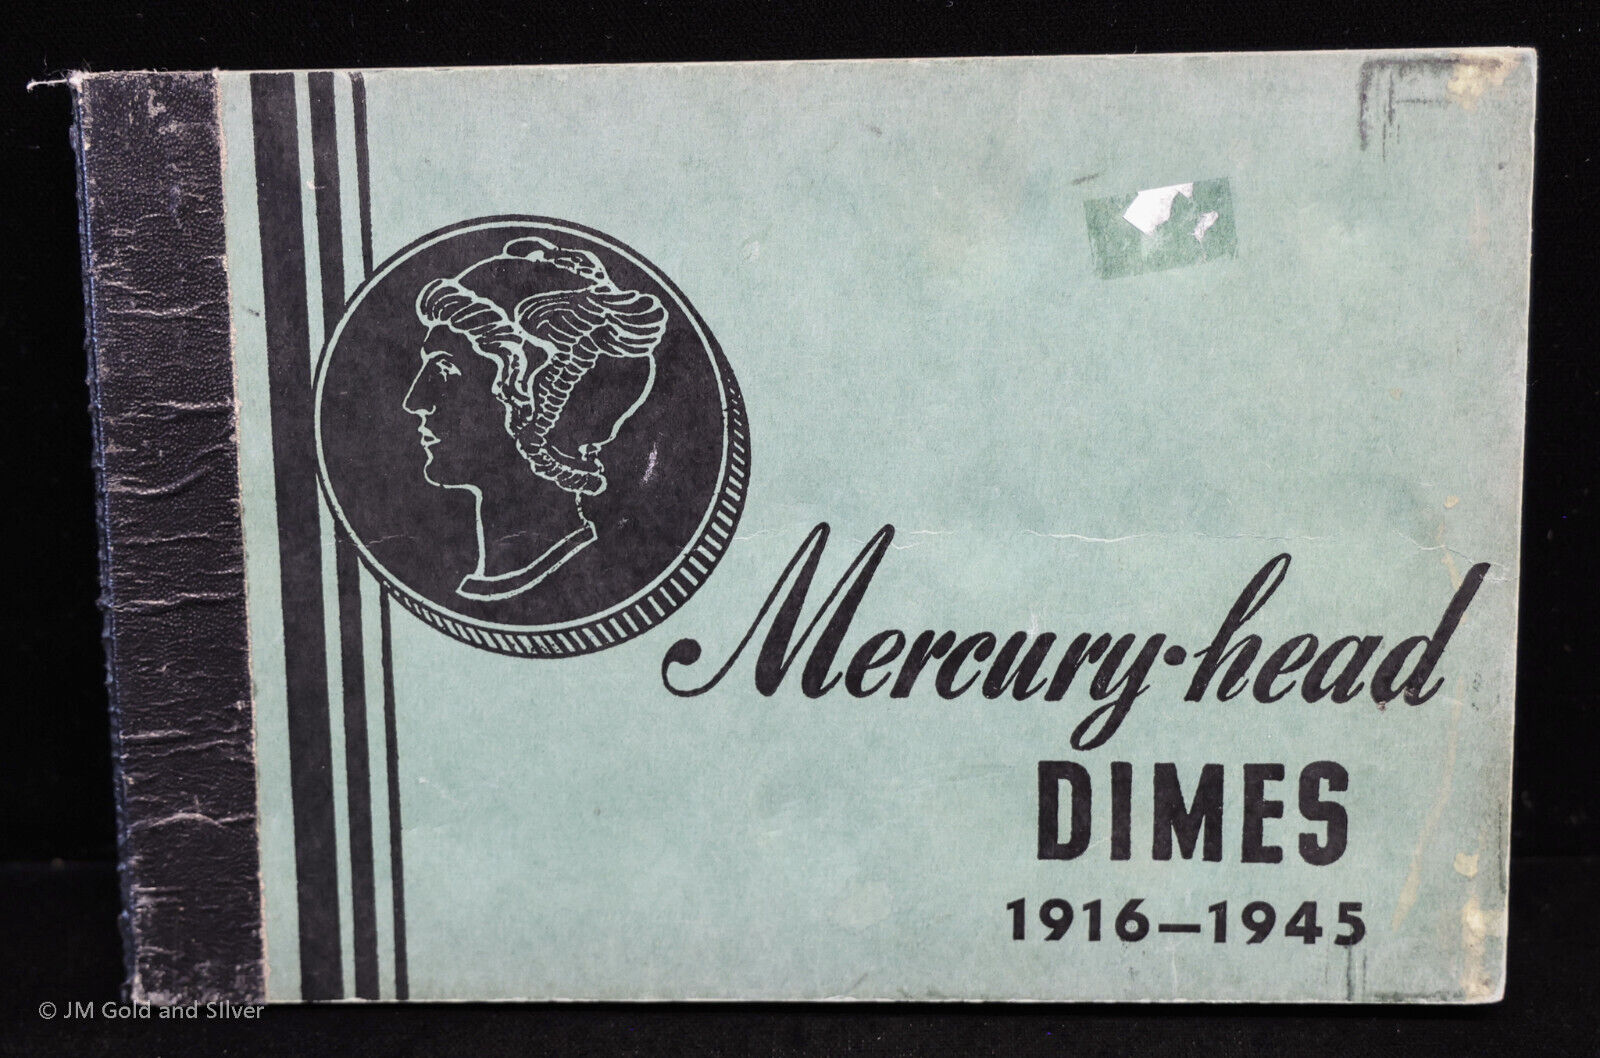 Mercury-head
DIMES
1916–1945
© JM Gold and SIlver